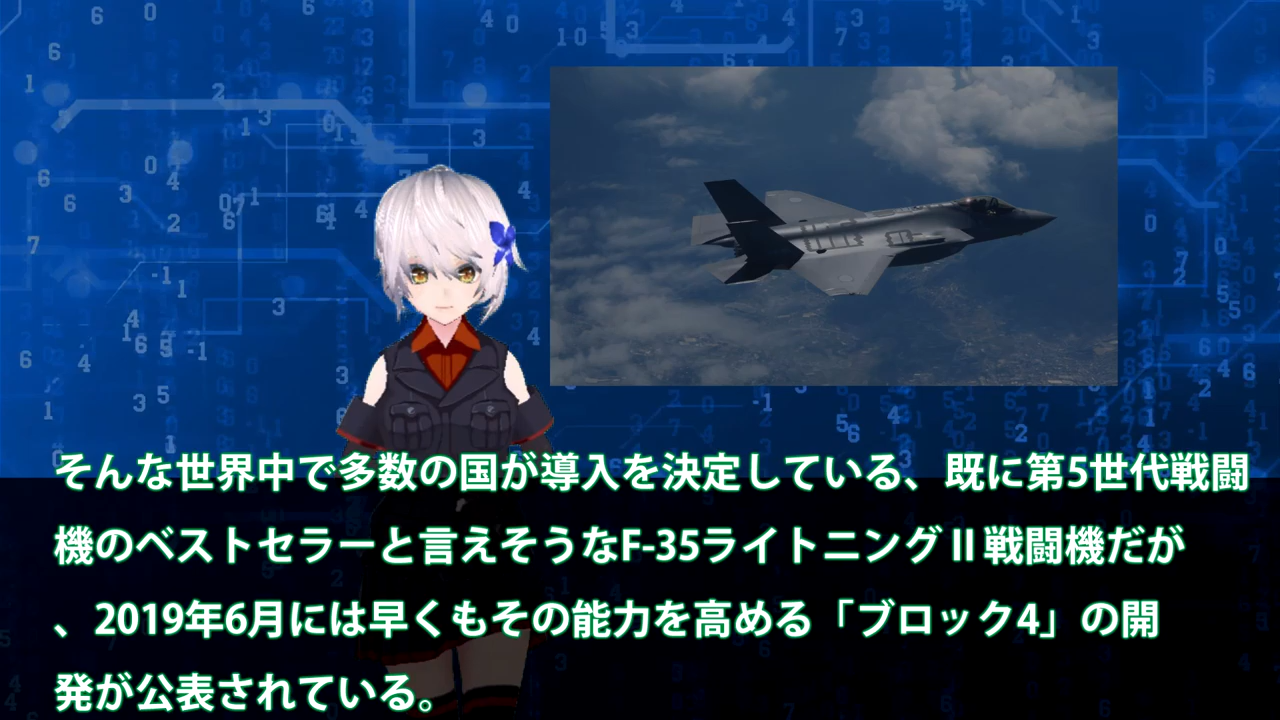 そんな世界中で多数の国が導入を決定している、既に第5世代戦闘
機のベストセラーと言えそうなF-35ライトニングⅡ戦闘機だが
、2019年6月には早くもその能力を高める「ブロック4」の開
発が公表されている。